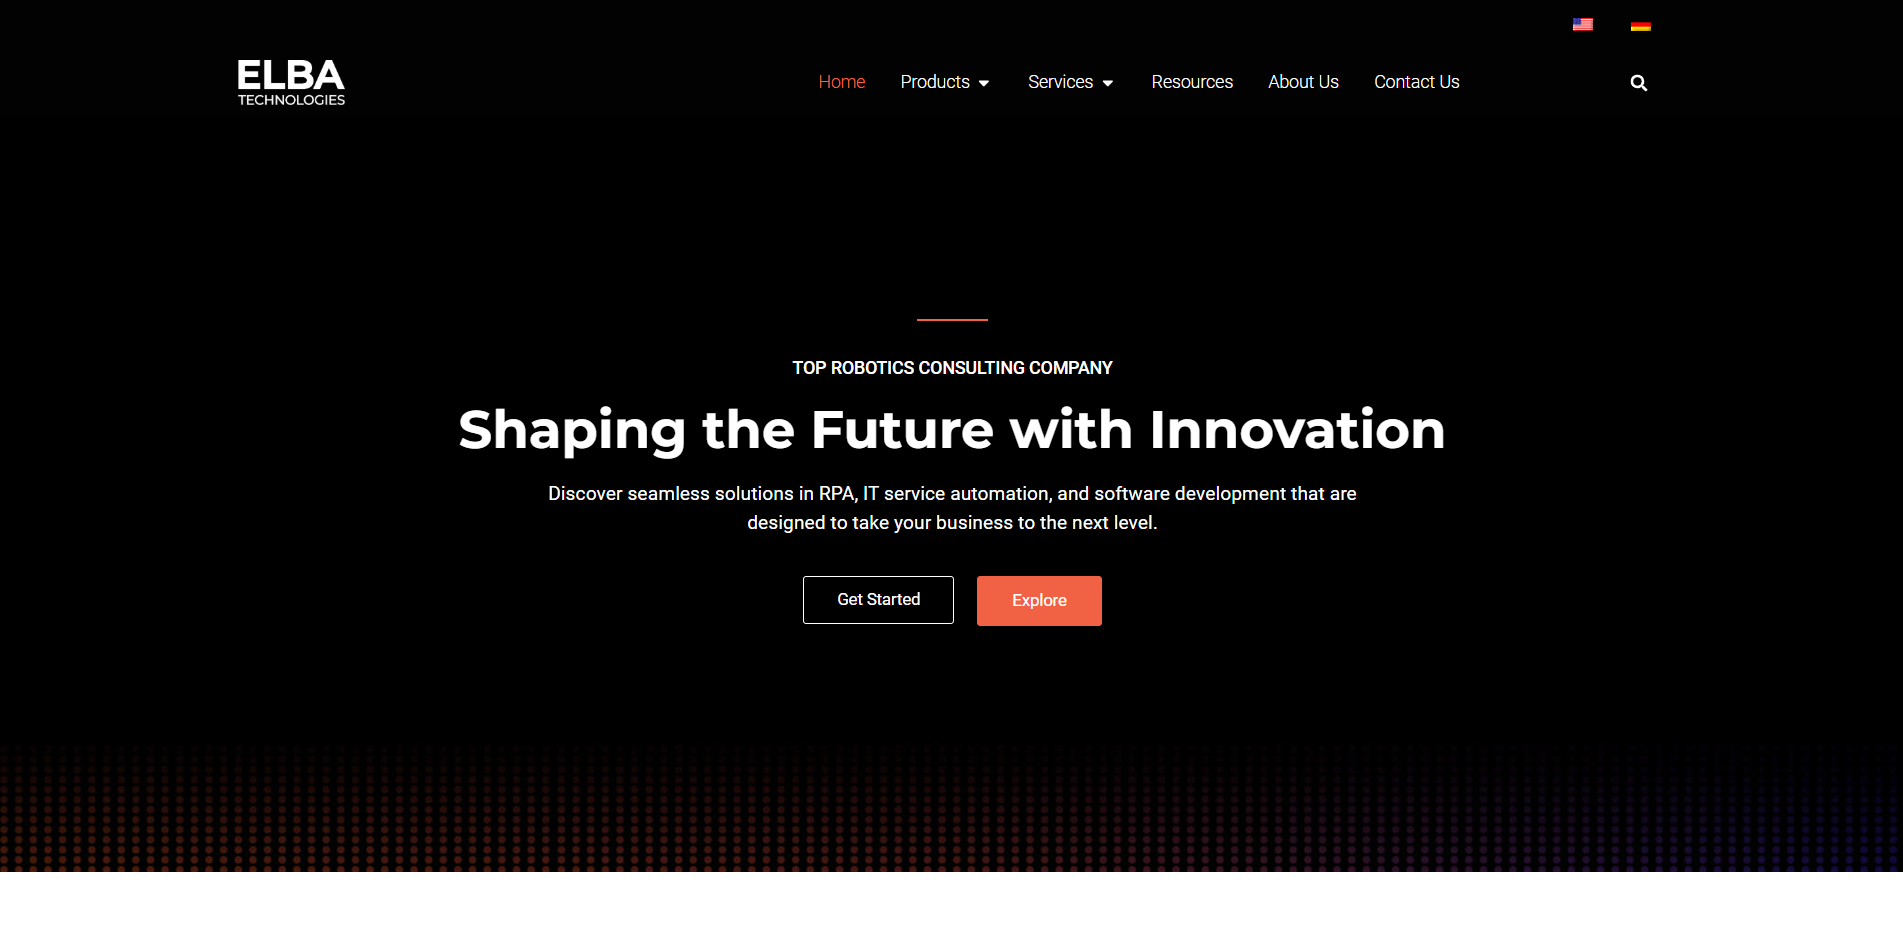 ELBA
TECHNOLOGIES
Home Products Services Resources About Us Contact Us
TOP ROBOTICS CONSULTING COMPANY
Shaping the Future with Innovation
Discover seamless solutions in RPA, IT service automation, and software development that are
designed to take your business to the next level.
Get Started Explore